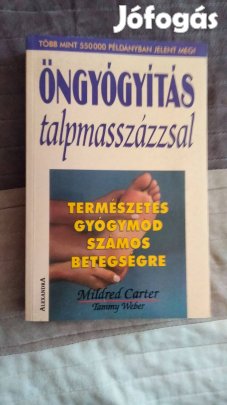 Jófogás
TÖBB MINT 550 000 PÉLDÁNYBAN JELENT MEG!
ÖNGYÓGYÍTÁS
talpmasszázzsal
TERMÉSZETES
GYÓGYMÓD
SZÁMOS
BETEGSÉGRE
Mildred Carter
Tammy Weber
ALEXANDRA